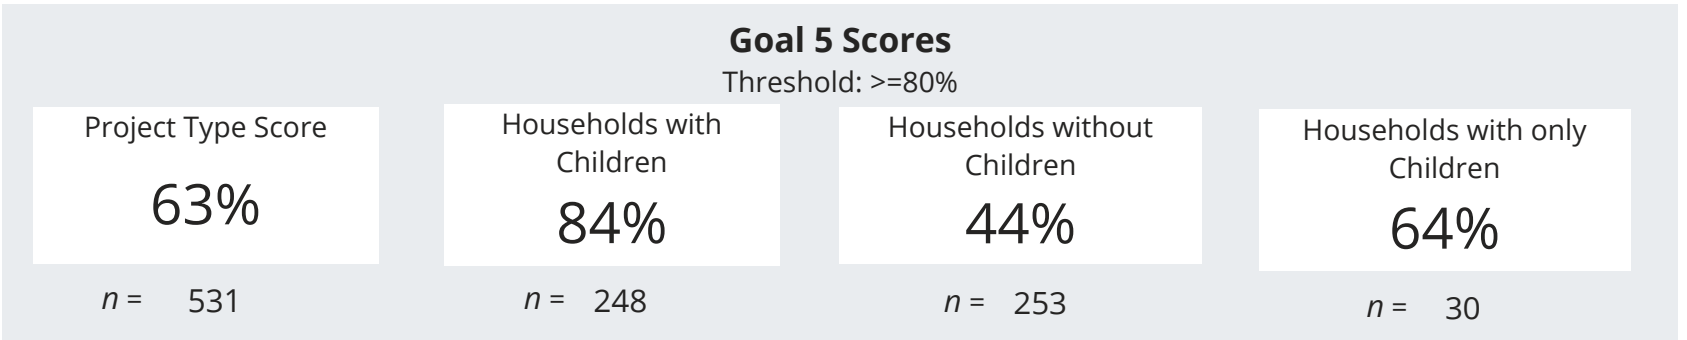 Goal 5 Scores
Threshold: >=80%
Project Type Score
63%
n = 531
Households with
Children
84%
n = 248
Households without
Children
44%
n = 253
Households with only
Children
64%
n = 30